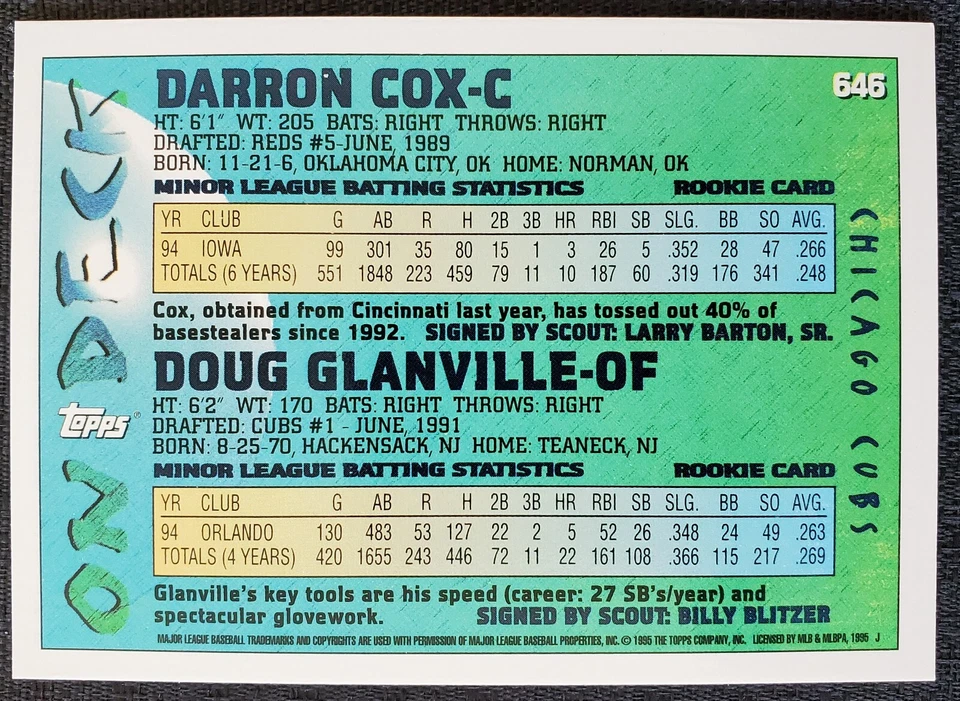 DARRON COX-C
646
HT: 6'1" WT: 205 BATS: RIGHT THROWS: RIGHT
DRAFTED: REDS #5-JUNE, 1989
BORN: 11-21-6, OKLAHOMA CITY, OK HOME: NORMAN, OK
MINOR LEAGUE BATTING STATISTICS ROOKIE CARD
YR CLUB G AB R H 2B 3B HR RBI SB SLG. BB SO AVG.
94 IOWA 99 301 35 80 15 1 3 26 5 .352 28 47 .266
TOTALS (6 YEARS) 551 1848 223 459 79 11 10 187 60 .319 176 341 .248
Cox, obtained from Cincinnati last year, has tossed out 40% of
basestealers since 1992. SIGNED BY SCOUT: LARRY BARTON, SR.
DOUG GLANVILLE-OF
HT: 6'2" WT: 170 BATS: RIGHT THROWS: RIGHT
DRAFTED: CUBS #1 - JUNE, 1991
BORN: 8-25-70, HACKENSACK, NJ HOME: TEANECK, NJ
MINOR LEAGUE BATTING STATISTICS ROOKIE CARD
YR CLUB G AB R H 2B 3B HR RBI SB SLG. BB SO AVG.
94 ORLANDO 130 483 53 127 22 2 5 52 26 .348 24 49 .263
TOTALS (4 YEARS) 420 1655 243 446 72 11 22 161 108 .366 115 217 .269
Glanville's key tools are his speed (career: 27 SB's/year) and
spectacular glovework. SIGNED BY SCOUT: BILLY BLITZER
MAJOR LEAGUE BASEBALL TRADEMARKS AND COPYRIGHTS ARE USED WITH PERMISSION OF MAJOR LEAGUE BASEBALL PROPERTIES, INC. © 1995 THE TOPPS COMPANY, INC. LICENSED BY MLB & MLBPA, 1995 J
ON DECK
Topps®
CHICAGO CUBS